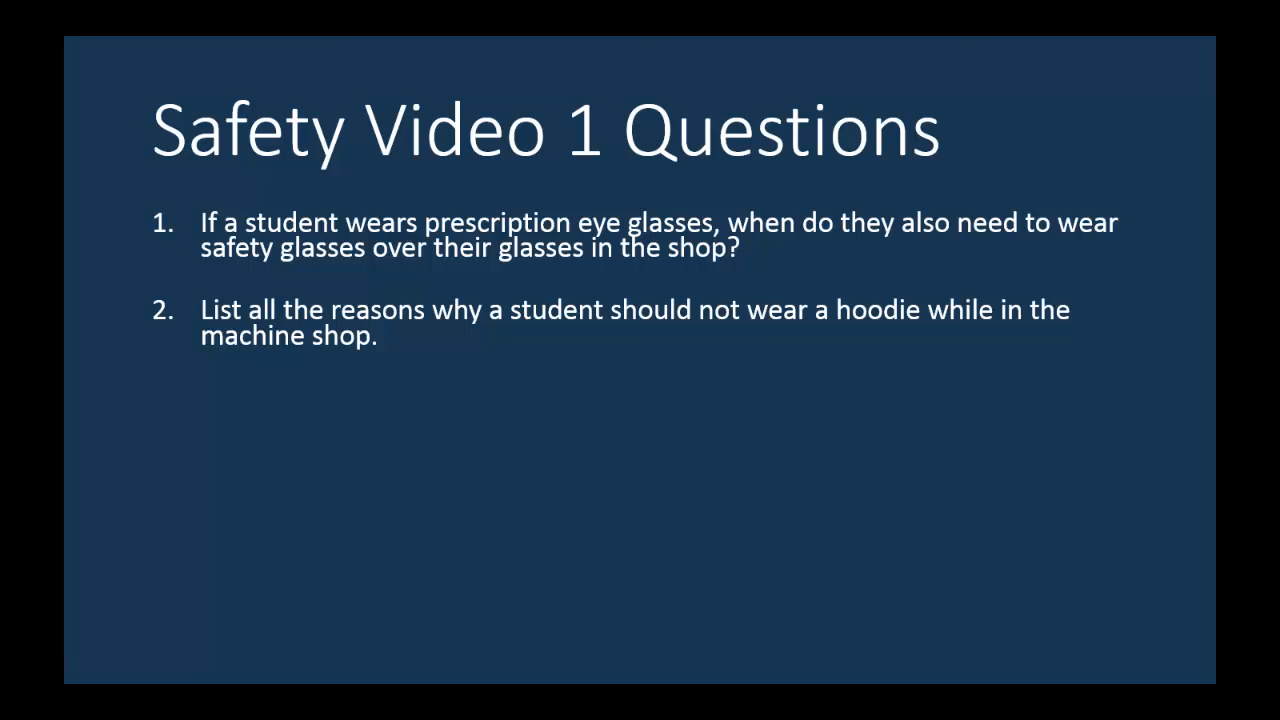 Safety Video 1 Questions
1. If a student wears prescription eye glasses, when do they also need to wear
safety glasses over their glasses in the shop?
2. List all the reasons why a student should not wear a hoodie while in the
machine shop.